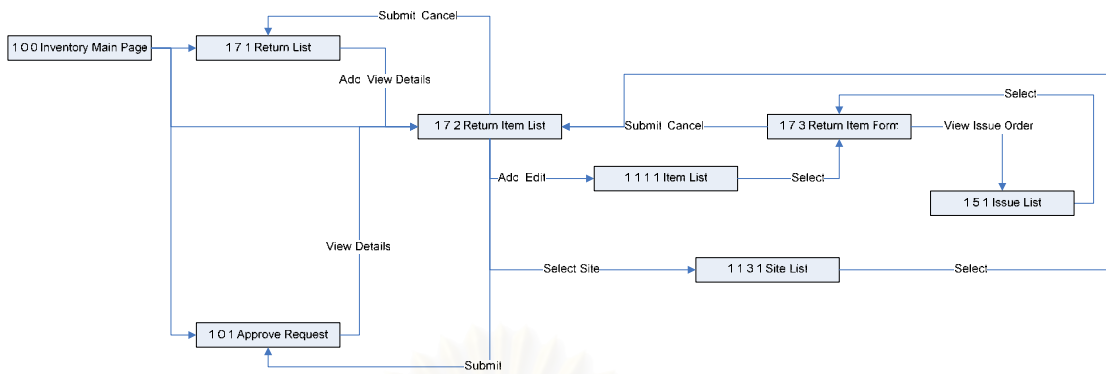 Submit Cancel
1 0 0 Inventory Main Page
1 7 1 Return List
Add View Details
Select
1 7 2 Return Item List
Submit Cancel
1 7 3 Return Item Form
View Issue Order
Add Edit
1 1 1 1 Item List
Select
1 5 1 Issue List
View Details
Select Site
1 1 3 1 Site List
Select
1 0 1 Approve Request
Submit